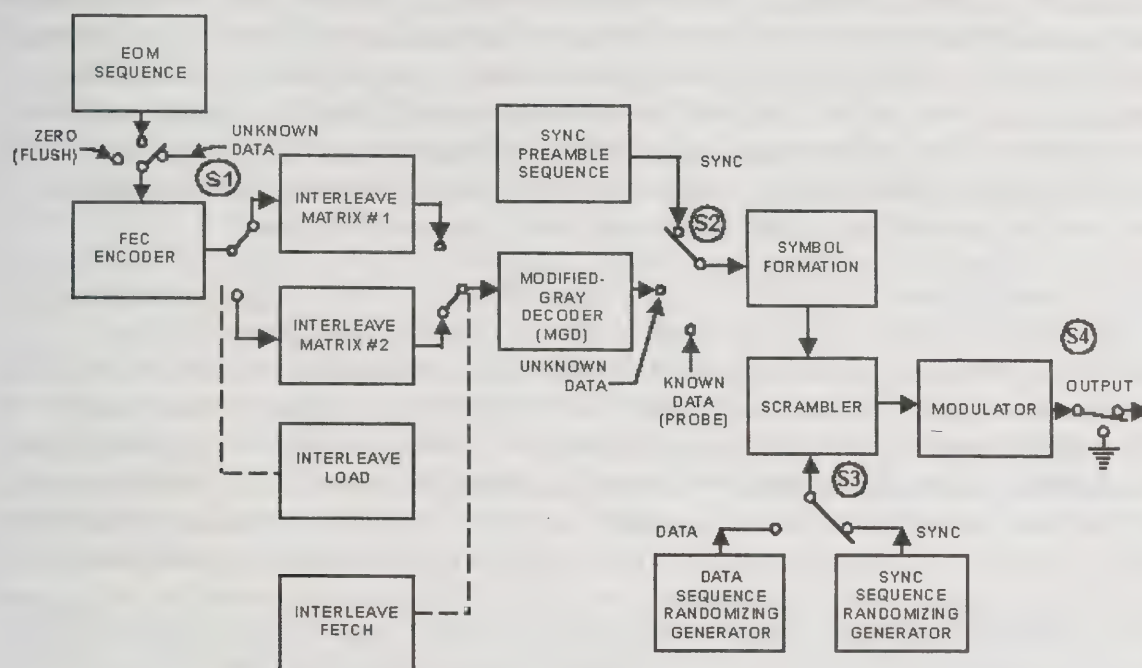 EOM
SEQUENCE
ZERO
(FLUSH)
UNKNOWN
DATA
S1
FEC
ENCODER
INTERLEAVE
MATRIX # 1
INTERLEAVE
MATRIX #2
INTERLEAVE
LOAD
INTERLEAVE
FETCH
SYNC
PREAMBLE
SEQUENCE
SYNC
S2
MODIFIED-
GRAY
DECODER
(MGD)
UNKNOWN
DATA
KNOWN
DATA
(PROBE)
SYMBOL
FORMATION
SCRAMBLER
MODULATOR
S4
OUTPUT
S3
DATA
SYNC
DATA
SEQUENCE
RANDOMIZING
GENERATOR
SYNC
SEQUENCE
RANDOMIZING
GENERATOR